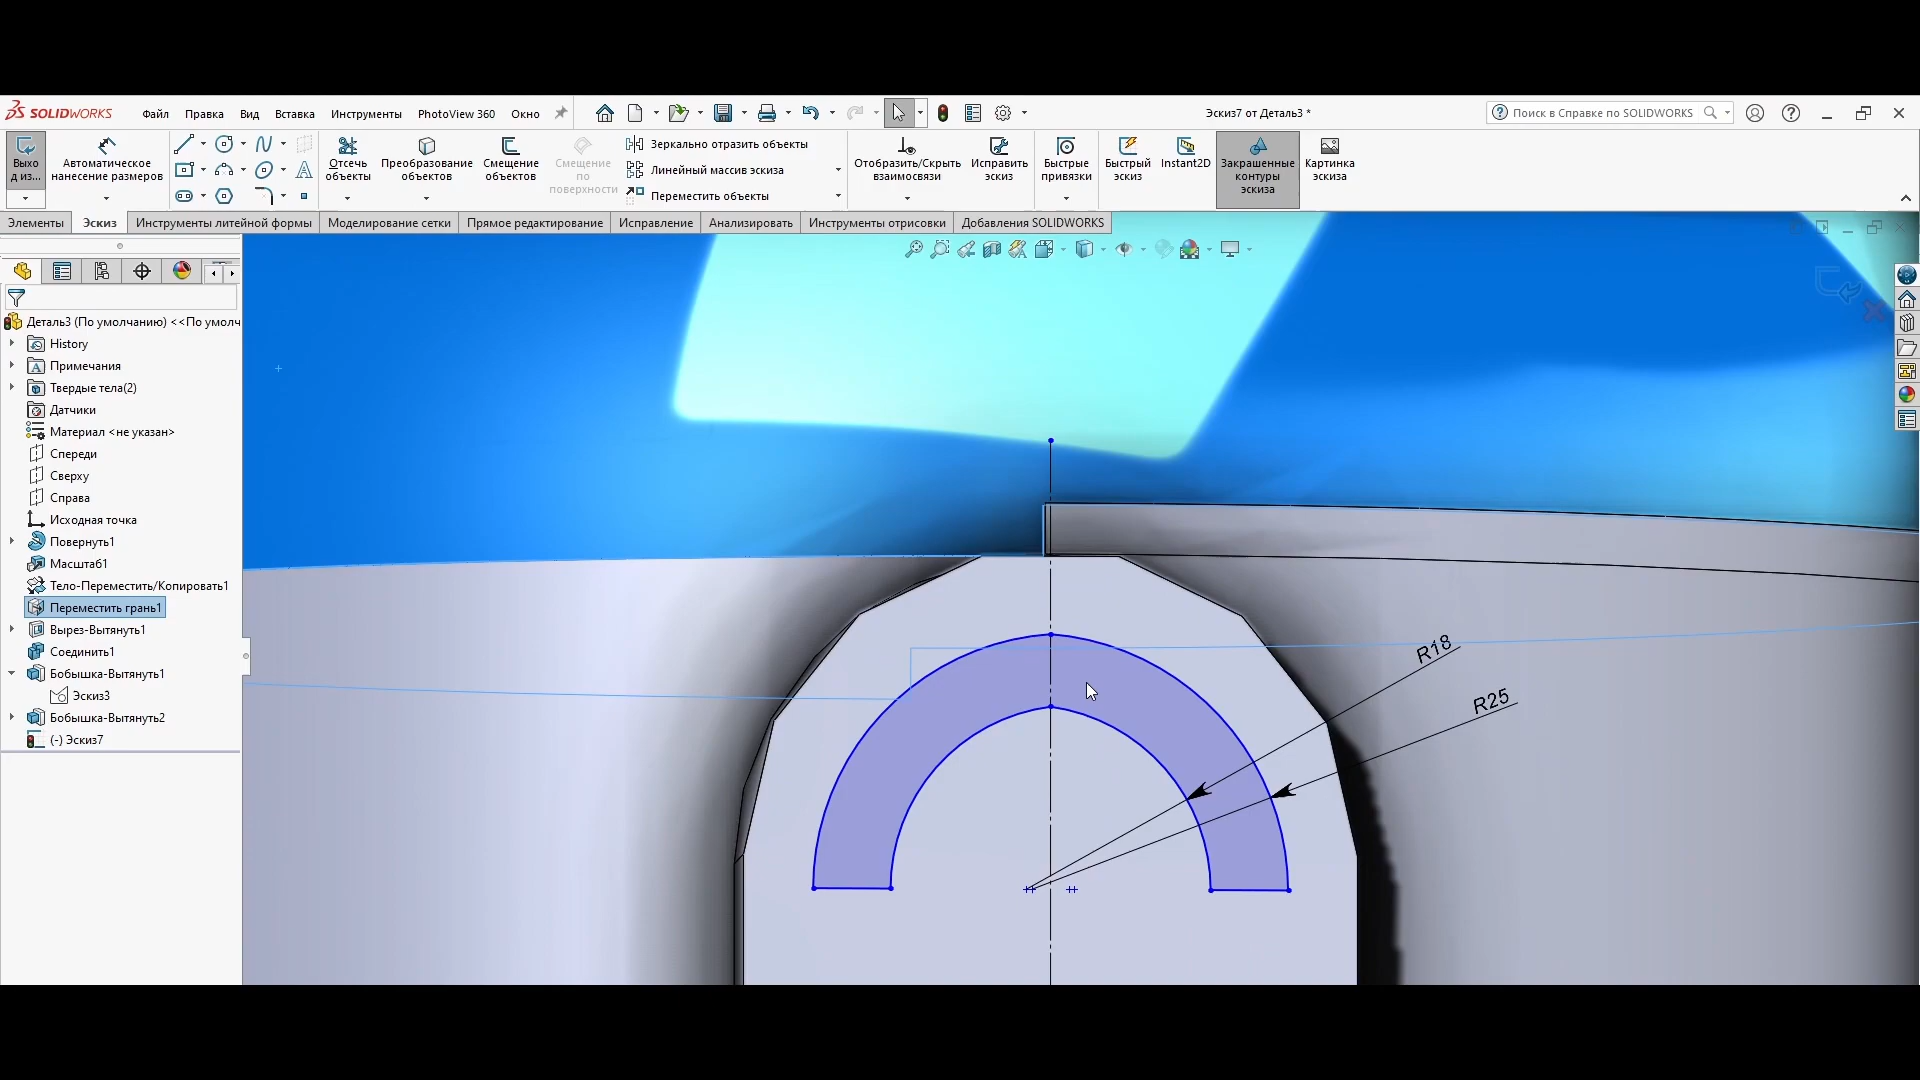 SOLIDWORKS
Файл
Правка
Вид
Вставка
Инструменты
PhotoView 360
Окно
Эскиз7 от Деталь3 *
Поиск в Справке по SOLIDWORKS
Выхо
д из...
Автоматическое
нанесение размеров
Отсечь
объекты
Преобразование
объектов
Смещение
объектов
Смещение
по
поверхности
Зеркально отразить объекты
Линейный массив эскиза
Переместить объекты
Отобразить/Скрыть
взаимосвязи
Исправить
эскиз
Быстрые
привязки
Быстрый
эскиз
Instant2D
Закрашенные
контуры
эскиза
Картинка
эскиза
Элементы
Эскиз
Инструменты литейной формы
Моделирование сетки
Прямое редактирование
Исправление
Анализировать
Инструменты отрисовки
Добавления SOLIDWORKS
Деталь3 (По умолчанию) <<По умолч
History
Примечания
Твердые тела(2)
Датчики
Материал <не указан>
Спереди
Сверху
Справа
Исходная точка
Повернуть1
Масштаб1
Тело-Переместить/Копировать1
Переместить грань1
Вырез-Вытянуть1
Соединить1
Бобышка-Вытянуть1
Эскиз3
Бобышка-Вытянуть2
(-) Эскиз7
R18
R25